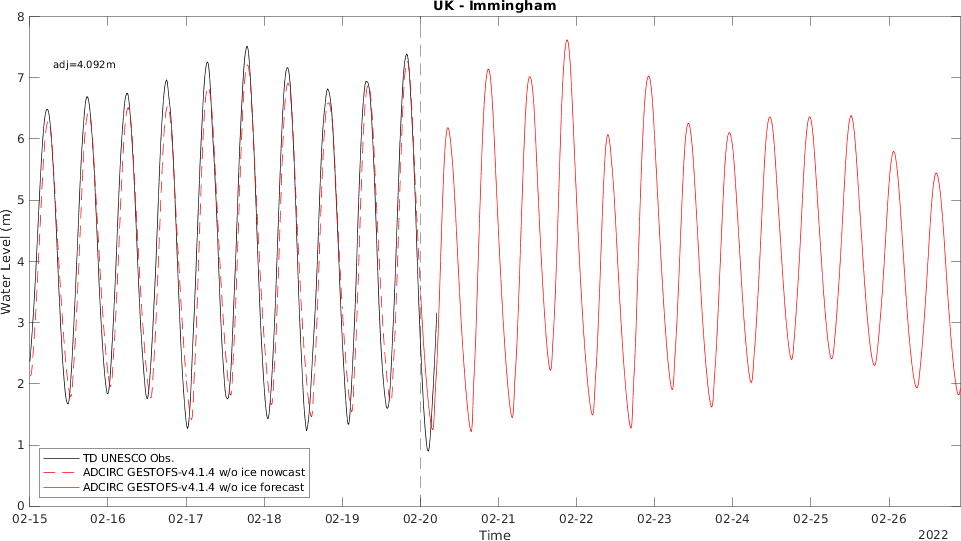 UK - Immingham
8
7
6
5
4
3
2
1
0
Water Level (m)
adj=4.092m
TD UNESCO Obs.
ADCIRC GESTOFS-v4.1.4 w/o ice nowcast
ADCIRC GESTOFS-v4.1.4 w/o ice forecast
02-15 02-16 02-17 02-18 02-19 02-20 02-21 02-22 02-23 02-24 02-25 02-26
Time
2022